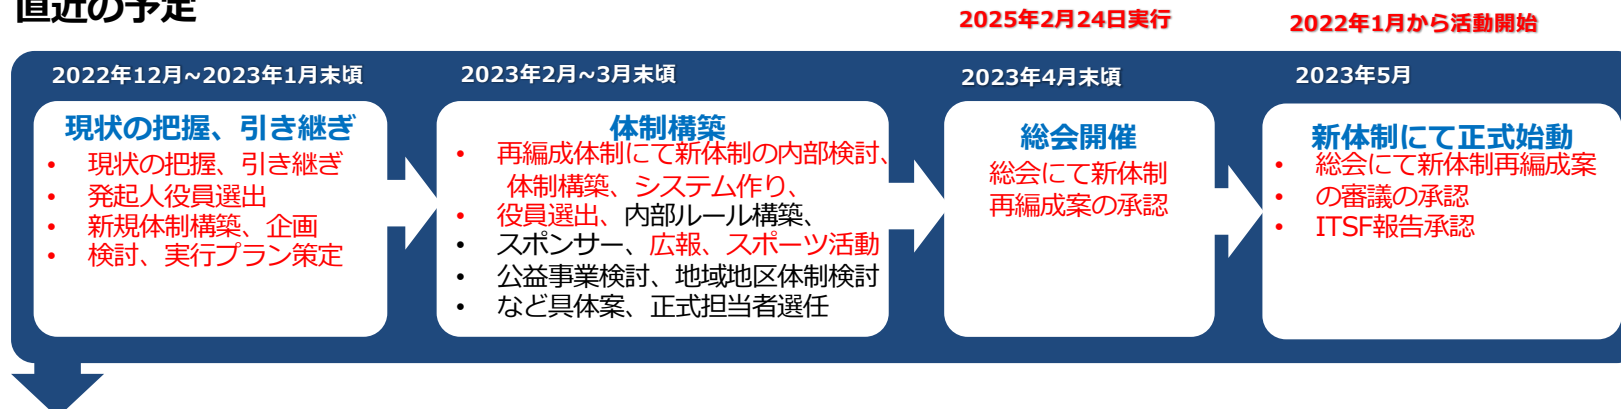 直近の予定
2025年2月24日実行
2022年1月から活動開始
2022年12月~2023年1月末頃
現状の把握、引き継ぎ
• 現状の把握、引き継ぎ
• 発起人役員選出
• 新規体制構築、企画
• 検討、実行プラン策定
2023年2月~3月末頃
体制構築
• 再編成体制にて新体制の内部検討、
体制構築、システム作り、
• 役員選出、内部ルール構築、
• スポンサー、広報、スポーツ活動
• 公益事業検討、地域地区体制検討
• など具体案、正式担当者選任
2023年4月末頃
総会開催
総会にて新体制
再編成案の承認
2023年5月
新体制にて正式始動
• 総会にて新体制再編成案
• の審議の承認
• ITSF報告承認